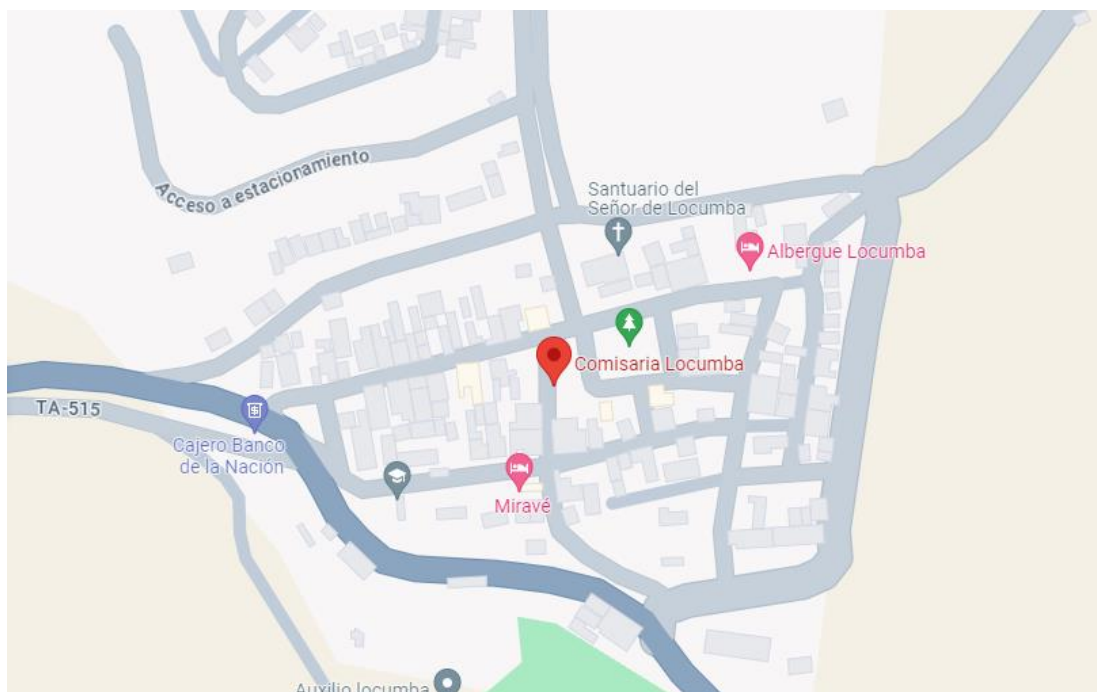 Acceso a estacionamiento
Santuario del
Señor de Locumba
Albergue Locumba
Comisaria Locumba
TA-515
Cajero Banco
de la Nación
Miravé
Auxilio locumba